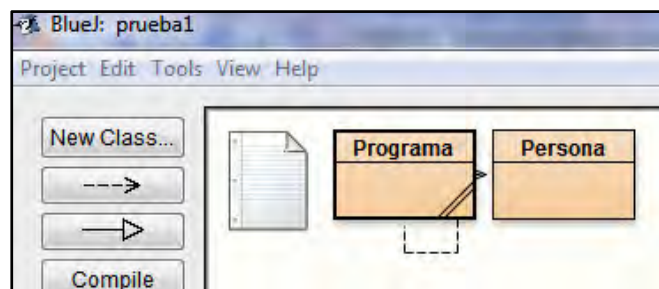 BlueJ: prueba1
Project Edit Tools View Help
New Class...
Programa
Persona
Compile